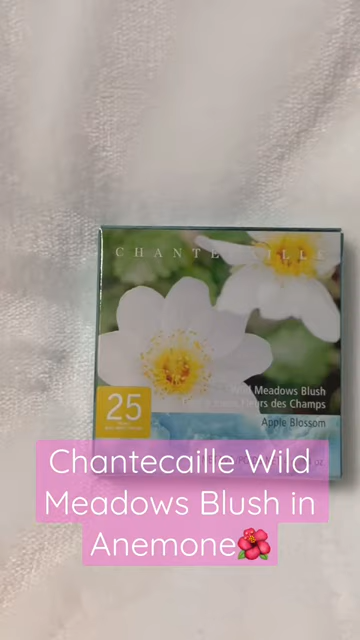 CHANTECAILLE
Wild Meadows Blush
Fleurs des Champs
25
Apple Blossom
Chantecaille Wild
Meadows Blush in
Anemone🌺